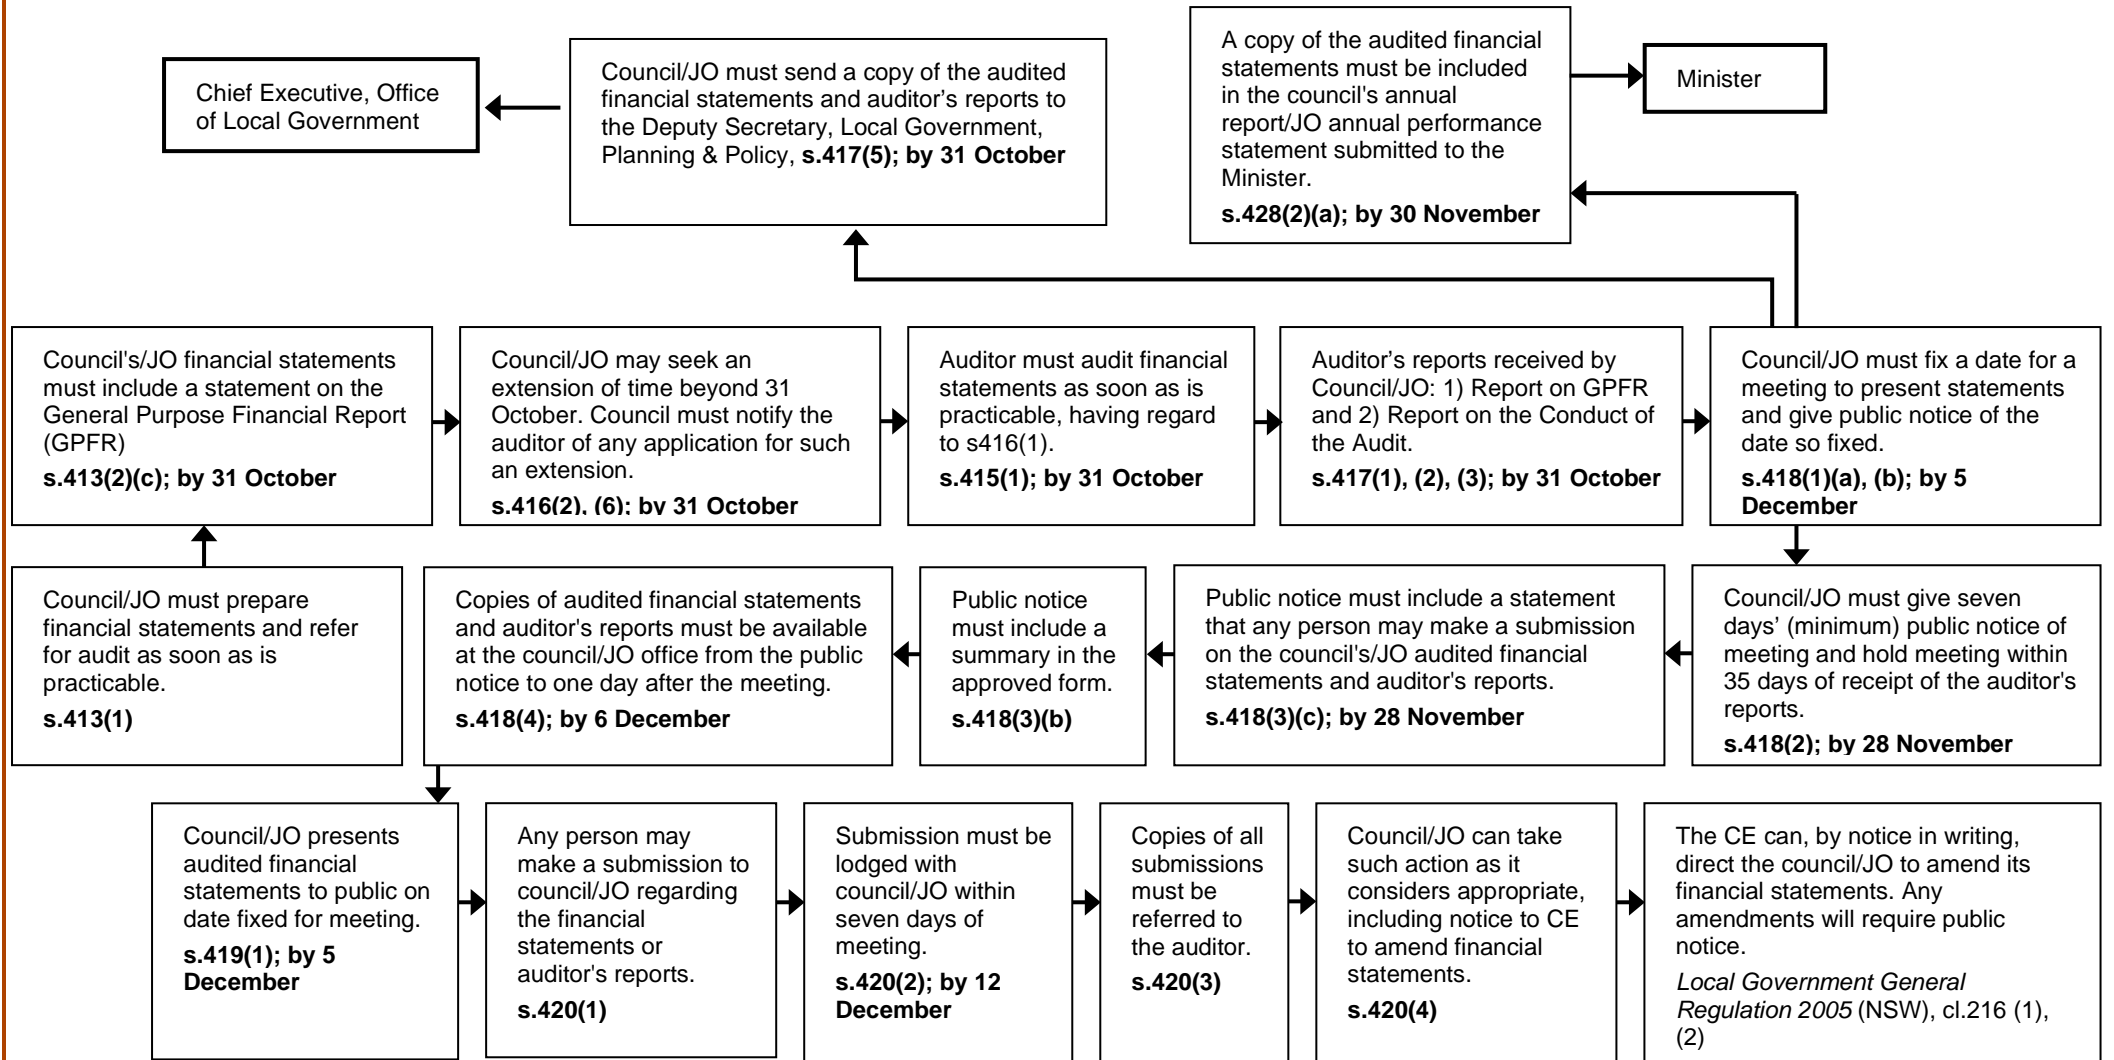 Chief Executive, Office
of Local Government
Council/JO must send a copy of the audited
financial statements and auditor’s reports to
the Deputy Secretary, Local Government,
Planning & Policy, s.417(5); by 31 October
A copy of the audited financial
statements must be included
in the council's annual
report/JO annual performance
statement submitted to the
Minister.
s.428(2)(a); by 30 November
Minister
Council's/JO financial statements
must include a statement on the
General Purpose Financial Report
(GPFR)
s.413(2)(c); by 31 October
Council/JO may seek an
extension of time beyond 31
October. Council must notify the
auditor of any application for such
an extension.
s.416(2), (6); by 31 October
Auditor must audit financial
statements as soon as is
practicable, having regard
to s416(1).
s.415(1); by 31 October
Auditor’s reports received by
Council/JO: 1) Report on GPFR
and 2) Report on the Conduct of
the Audit.
s.417(1), (2), (3); by 31 October
Council/JO must fix a date for a
meeting to present statements
and give public notice of the
date so fixed.
s.418(1)(a), (b); by 5
December
Council/JO must prepare
financial statements and refer
for audit as soon as is
practicable.
s.413(1)
Copies of audited financial statements
and auditor's reports must be available
at the council/JO office from the public
notice to one day after the meeting.
s.418(4); by 6 December
Public notice
must include a
summary in the
approved form.
s.418(3)(b)
Public notice must include a statement
that any person may make a submission
on the council's/JO audited financial
statements and auditor's reports.
s.418(3)(c); by 28 November
Council/JO must give seven
days’ (minimum) public notice of
meeting and hold meeting within
35 days of receipt of the auditor's
reports.
s.418(2); by 28 November
Council/JO presents
audited financial
statements to public on
date fixed for meeting.
s.419(1); by 5
December
Any person may
make a submission to
council/JO regarding
the financial
statements or
auditor's reports.
s.420(1)
Submission must be
lodged with
council/JO within
seven days of
meeting.
s.420(2); by 12
December
Copies of all
submissions
must be
referred to
the auditor.
s.420(3)
Council/JO can take
such action as it
considers appropriate,
including notice to CE
to amend financial
statements.
s.420(4)
The CE can, by notice in writing,
direct the council/JO to amend its
financial statements. Any
amendments will require public
notice.
Local Government General
Regulation 2005 (NSW), cl.216 (1),
(2)